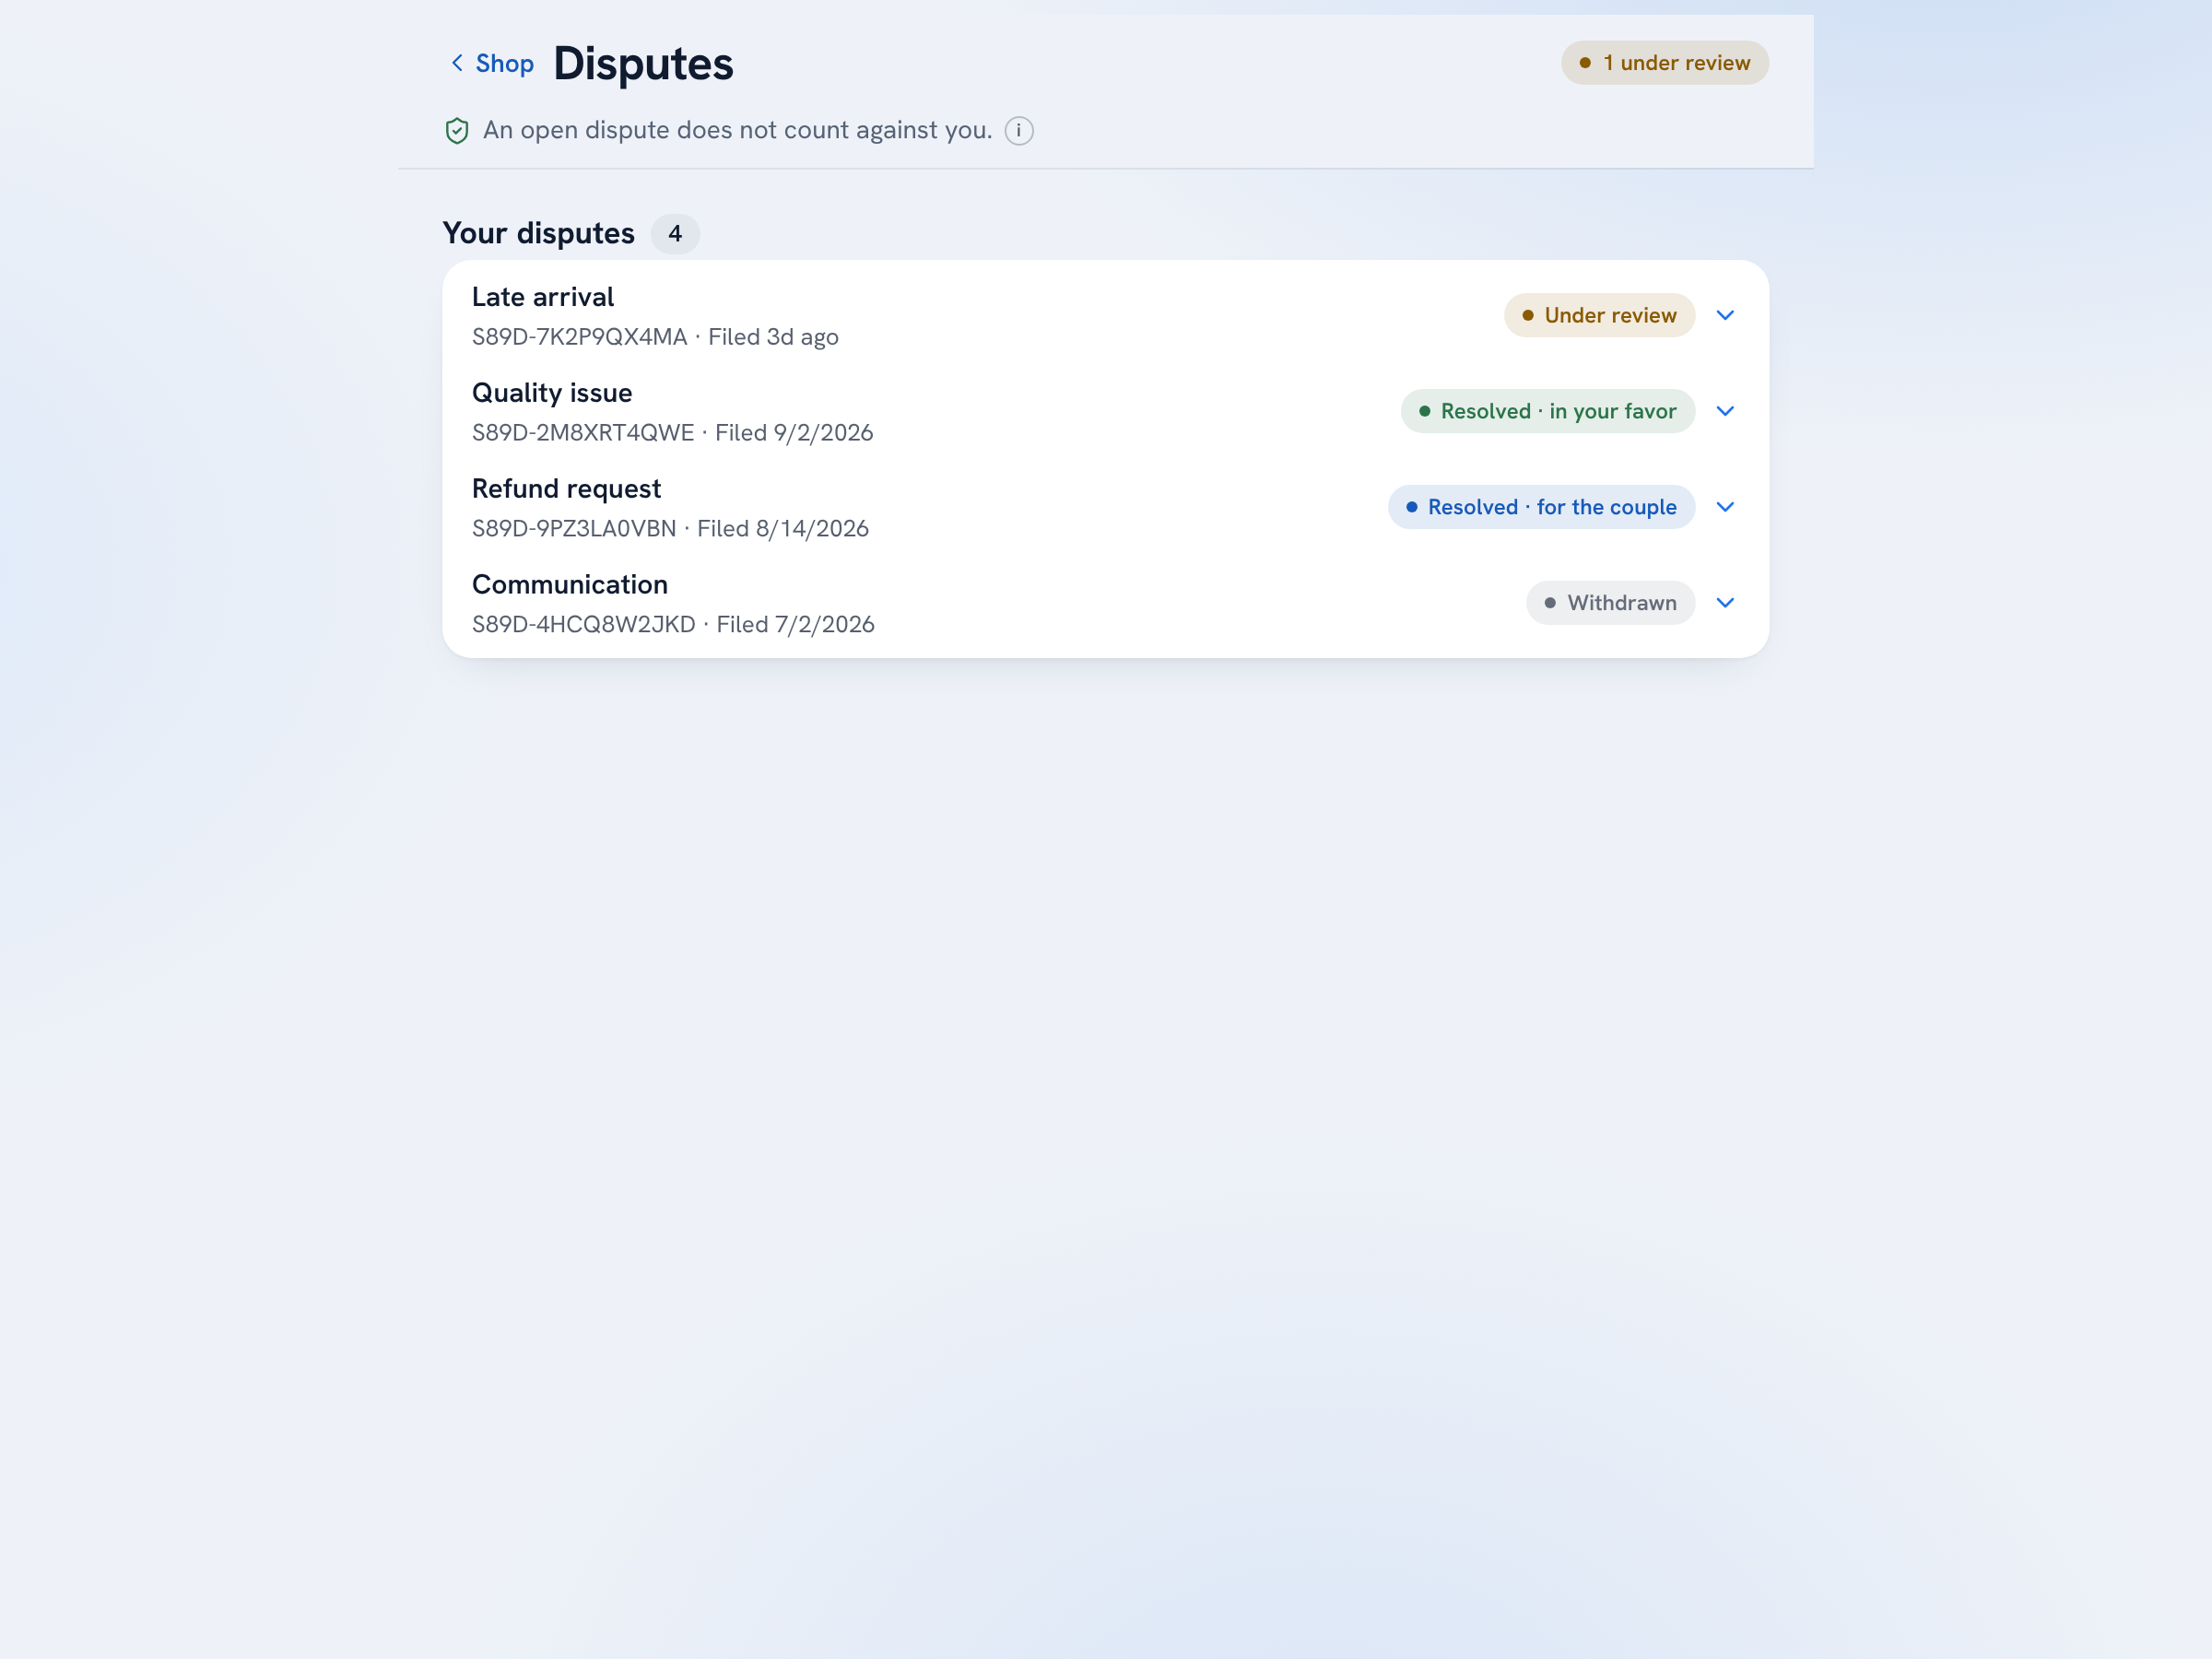 Shop Disputes
1 under review
An open dispute does not count against you.
Your disputes 4
Late arrival
S89D-7K2P9QX4MA · Filed 3d ago
Under review
Quality issue
S89D-2M8XRT4QWE · Filed 9/2/2026
Resolved · in your favor
Refund request
S89D-9PZ3LA0VBN · Filed 8/14/2026
Resolved · for the couple
Communication
S89D-4HCQ8W2JKD · Filed 7/2/2026
Withdrawn